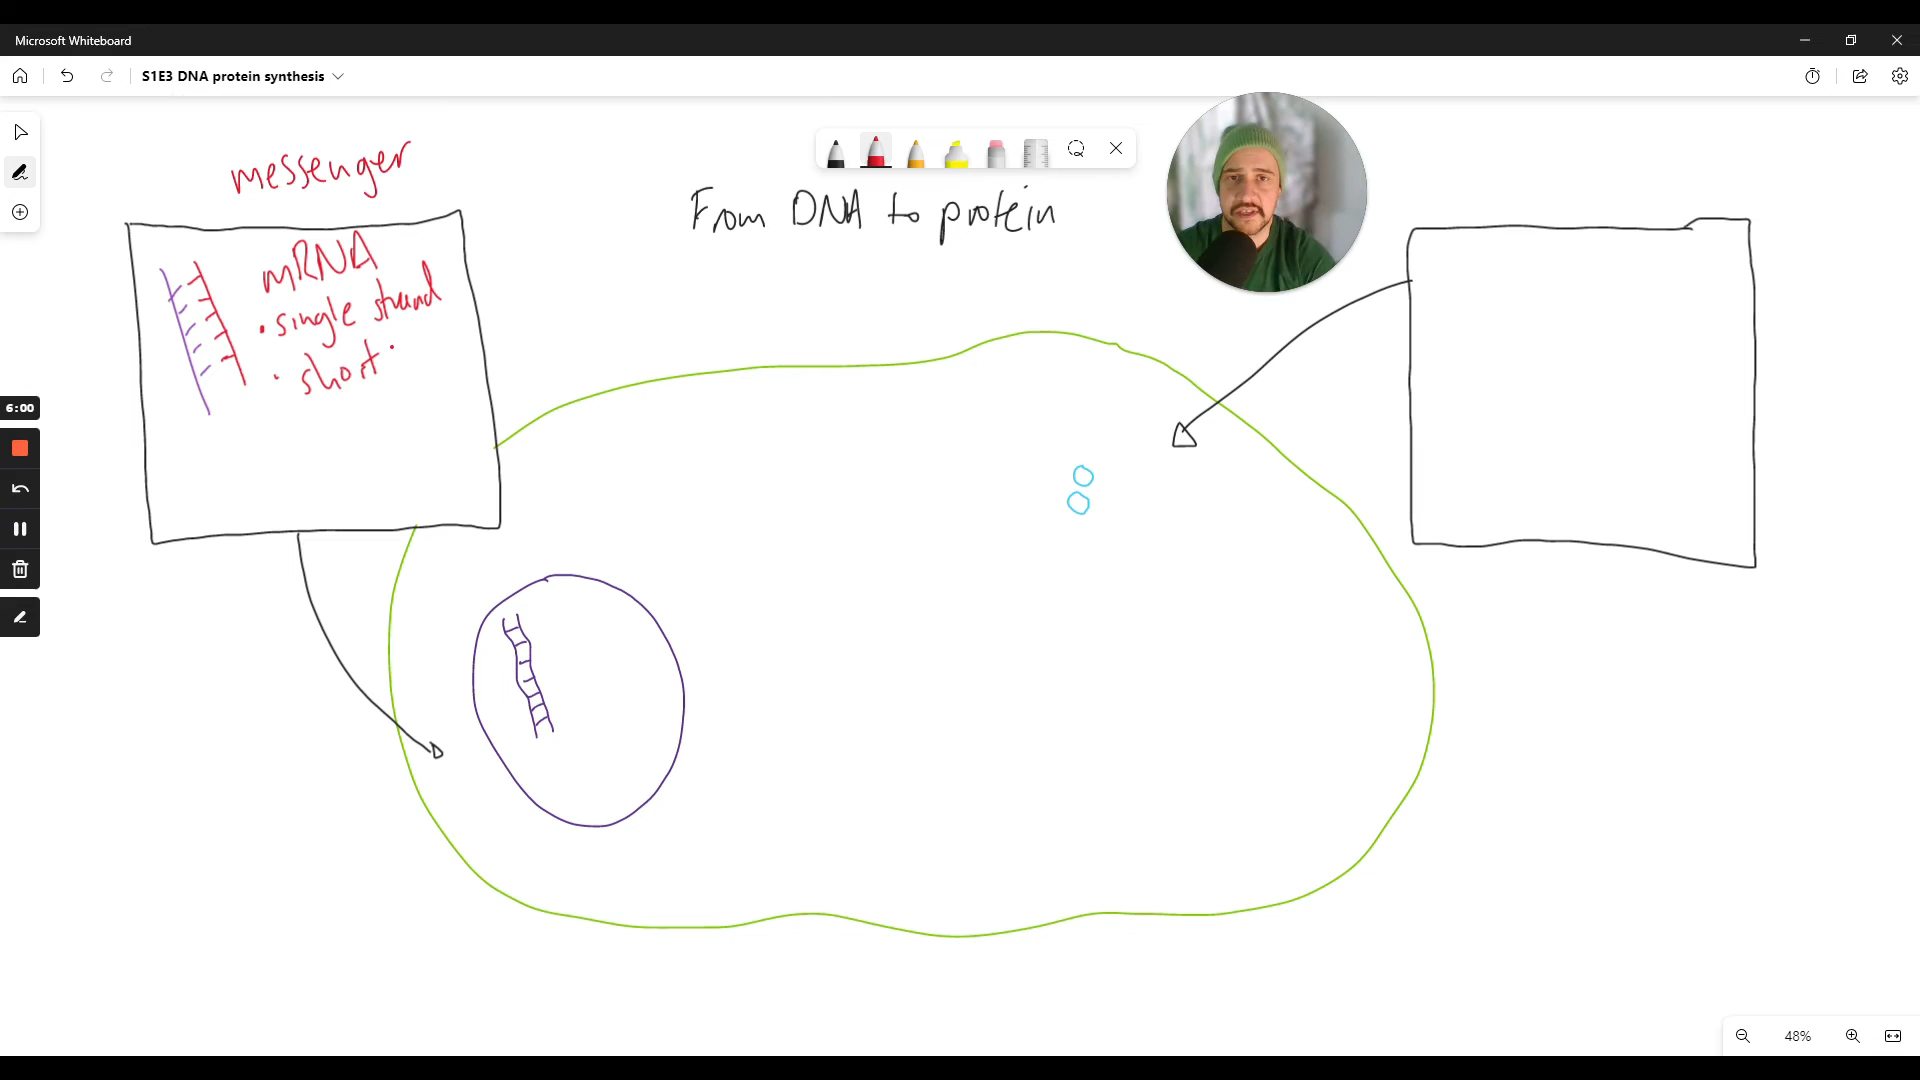 Microsoft Whiteboard
S1E3 DNA protein synthesis
messenger
From DNA to protein
mRNA
• single strand
• short
6:00
48%